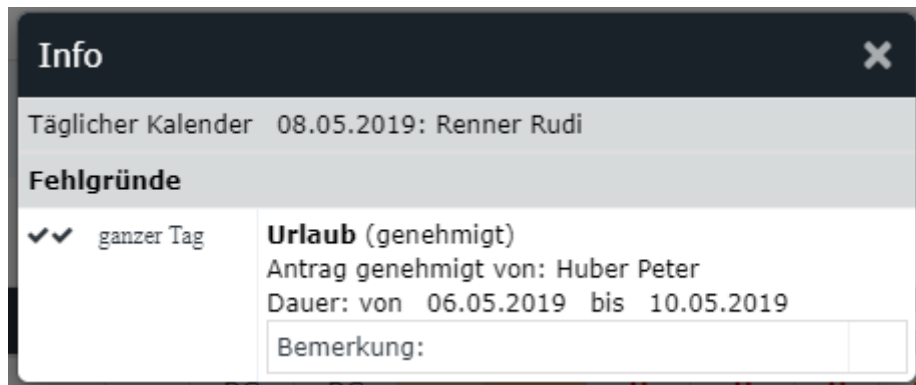 Info
Täglicher Kalender 08.05.2019: Renner Rudi
Fehlgründe
ganzer Tag
Urlaub (genehmigt)
Antrag genehmigt von: Huber Peter
Dauer: von 06.05.2019 bis 10.05.2019
Bemerkung: